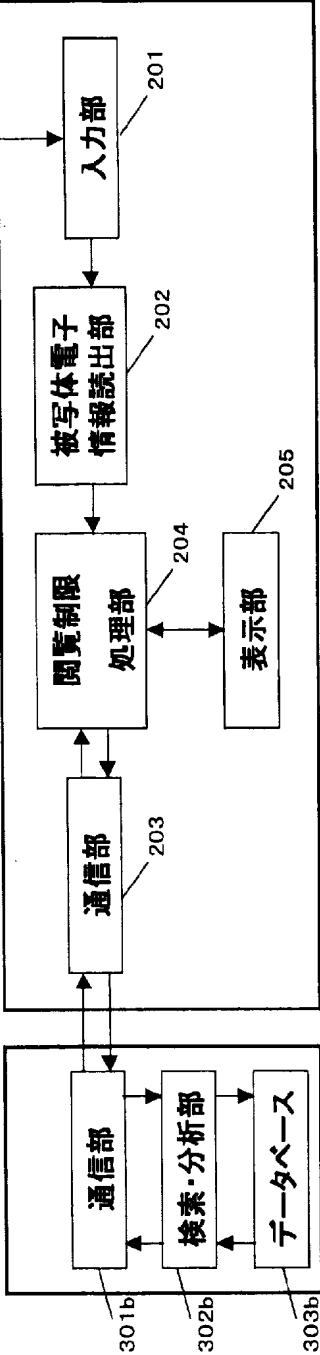 通信部
301b
検索・分析部
302b
データベース
303b
通信部
203
閲覧制限
処理部
204
表示部
205
被写体電子
情報読出部
202
入力部
201